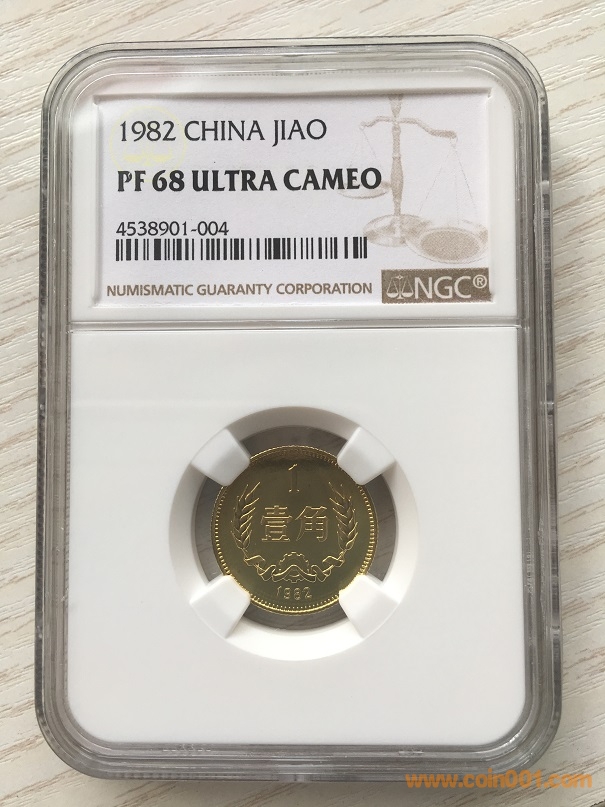 1982 CHINA JIAO
PF 68 ULTRA CAMEO
4538901-004
NUMISMATIC GUARANTY CORPORATION
NGC®
1
壹角
1982
www.coin001.com